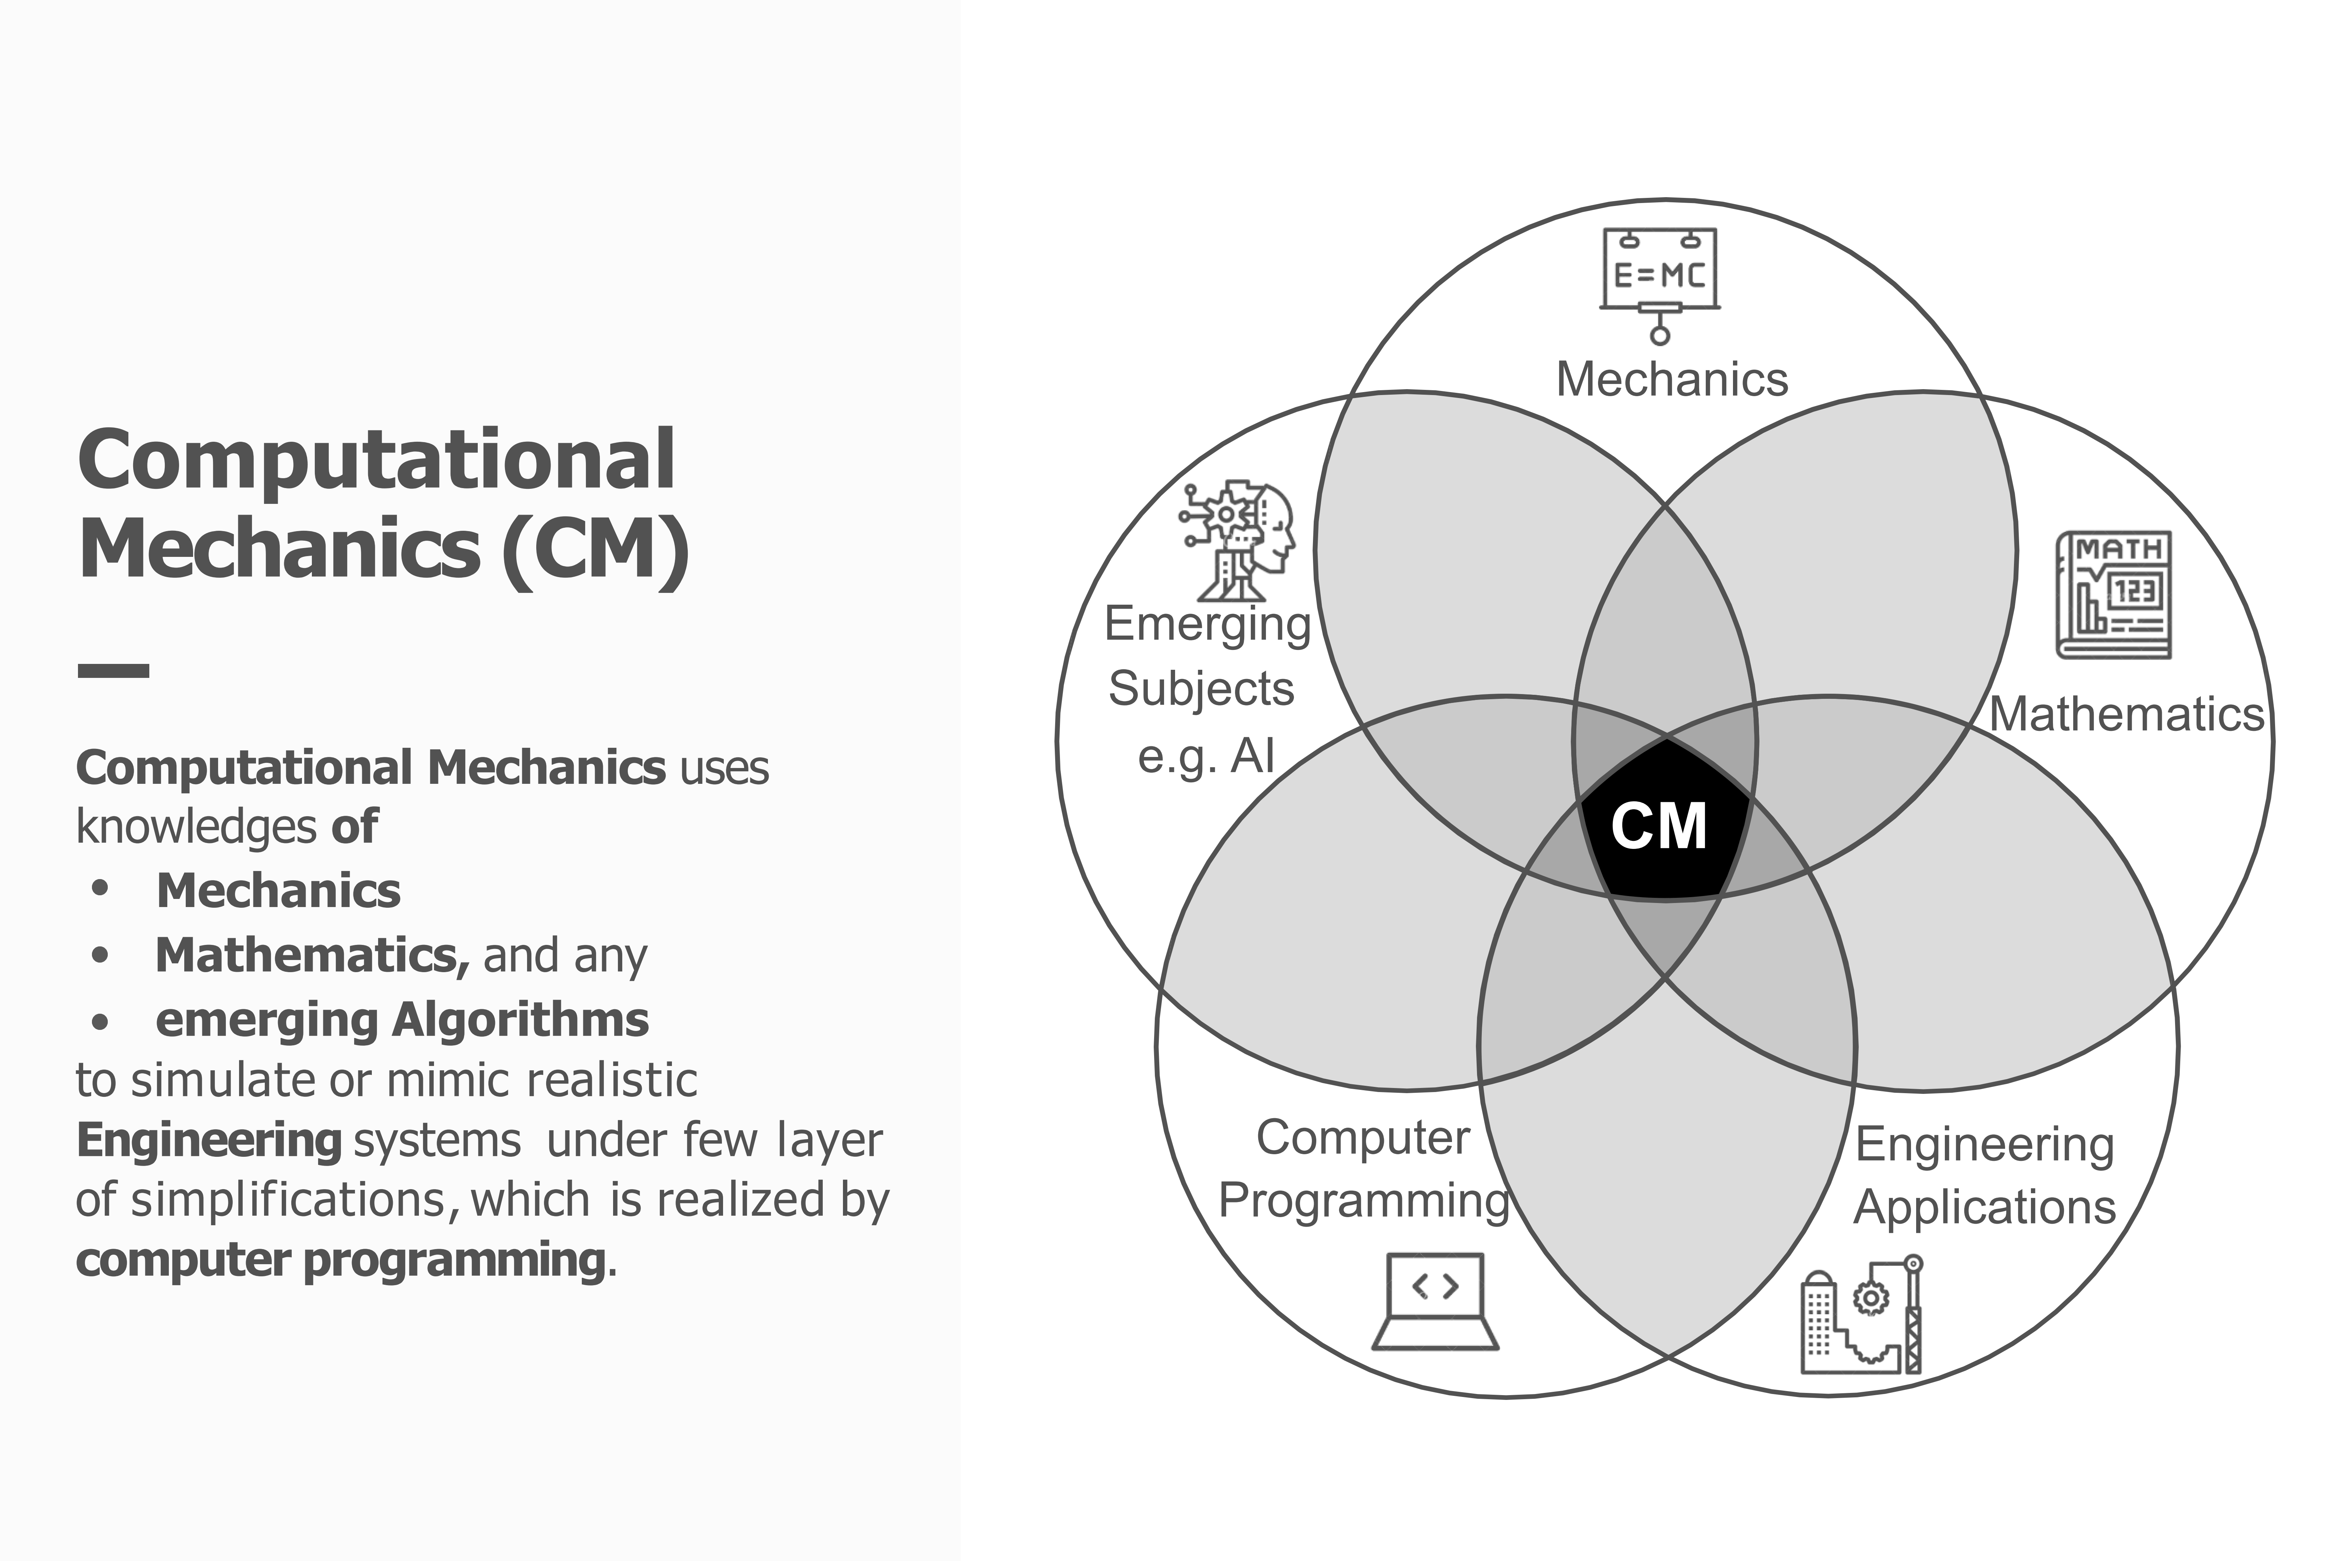 Computational
Mechanics (CM)
Computational Mechanics uses
knowledges of
• Mechanics
• Mathematics, and any
• emerging Algorithms
to simulate or mimic realistic
Engineering systems under few layer
of simplifications, which is realized by
computer programming.
E=MC
Mechanics
Emerging
Subjects
e.g. AI
MATH
123
Mathematics
CM
Computer
Programming
< >
Engineering
Applications